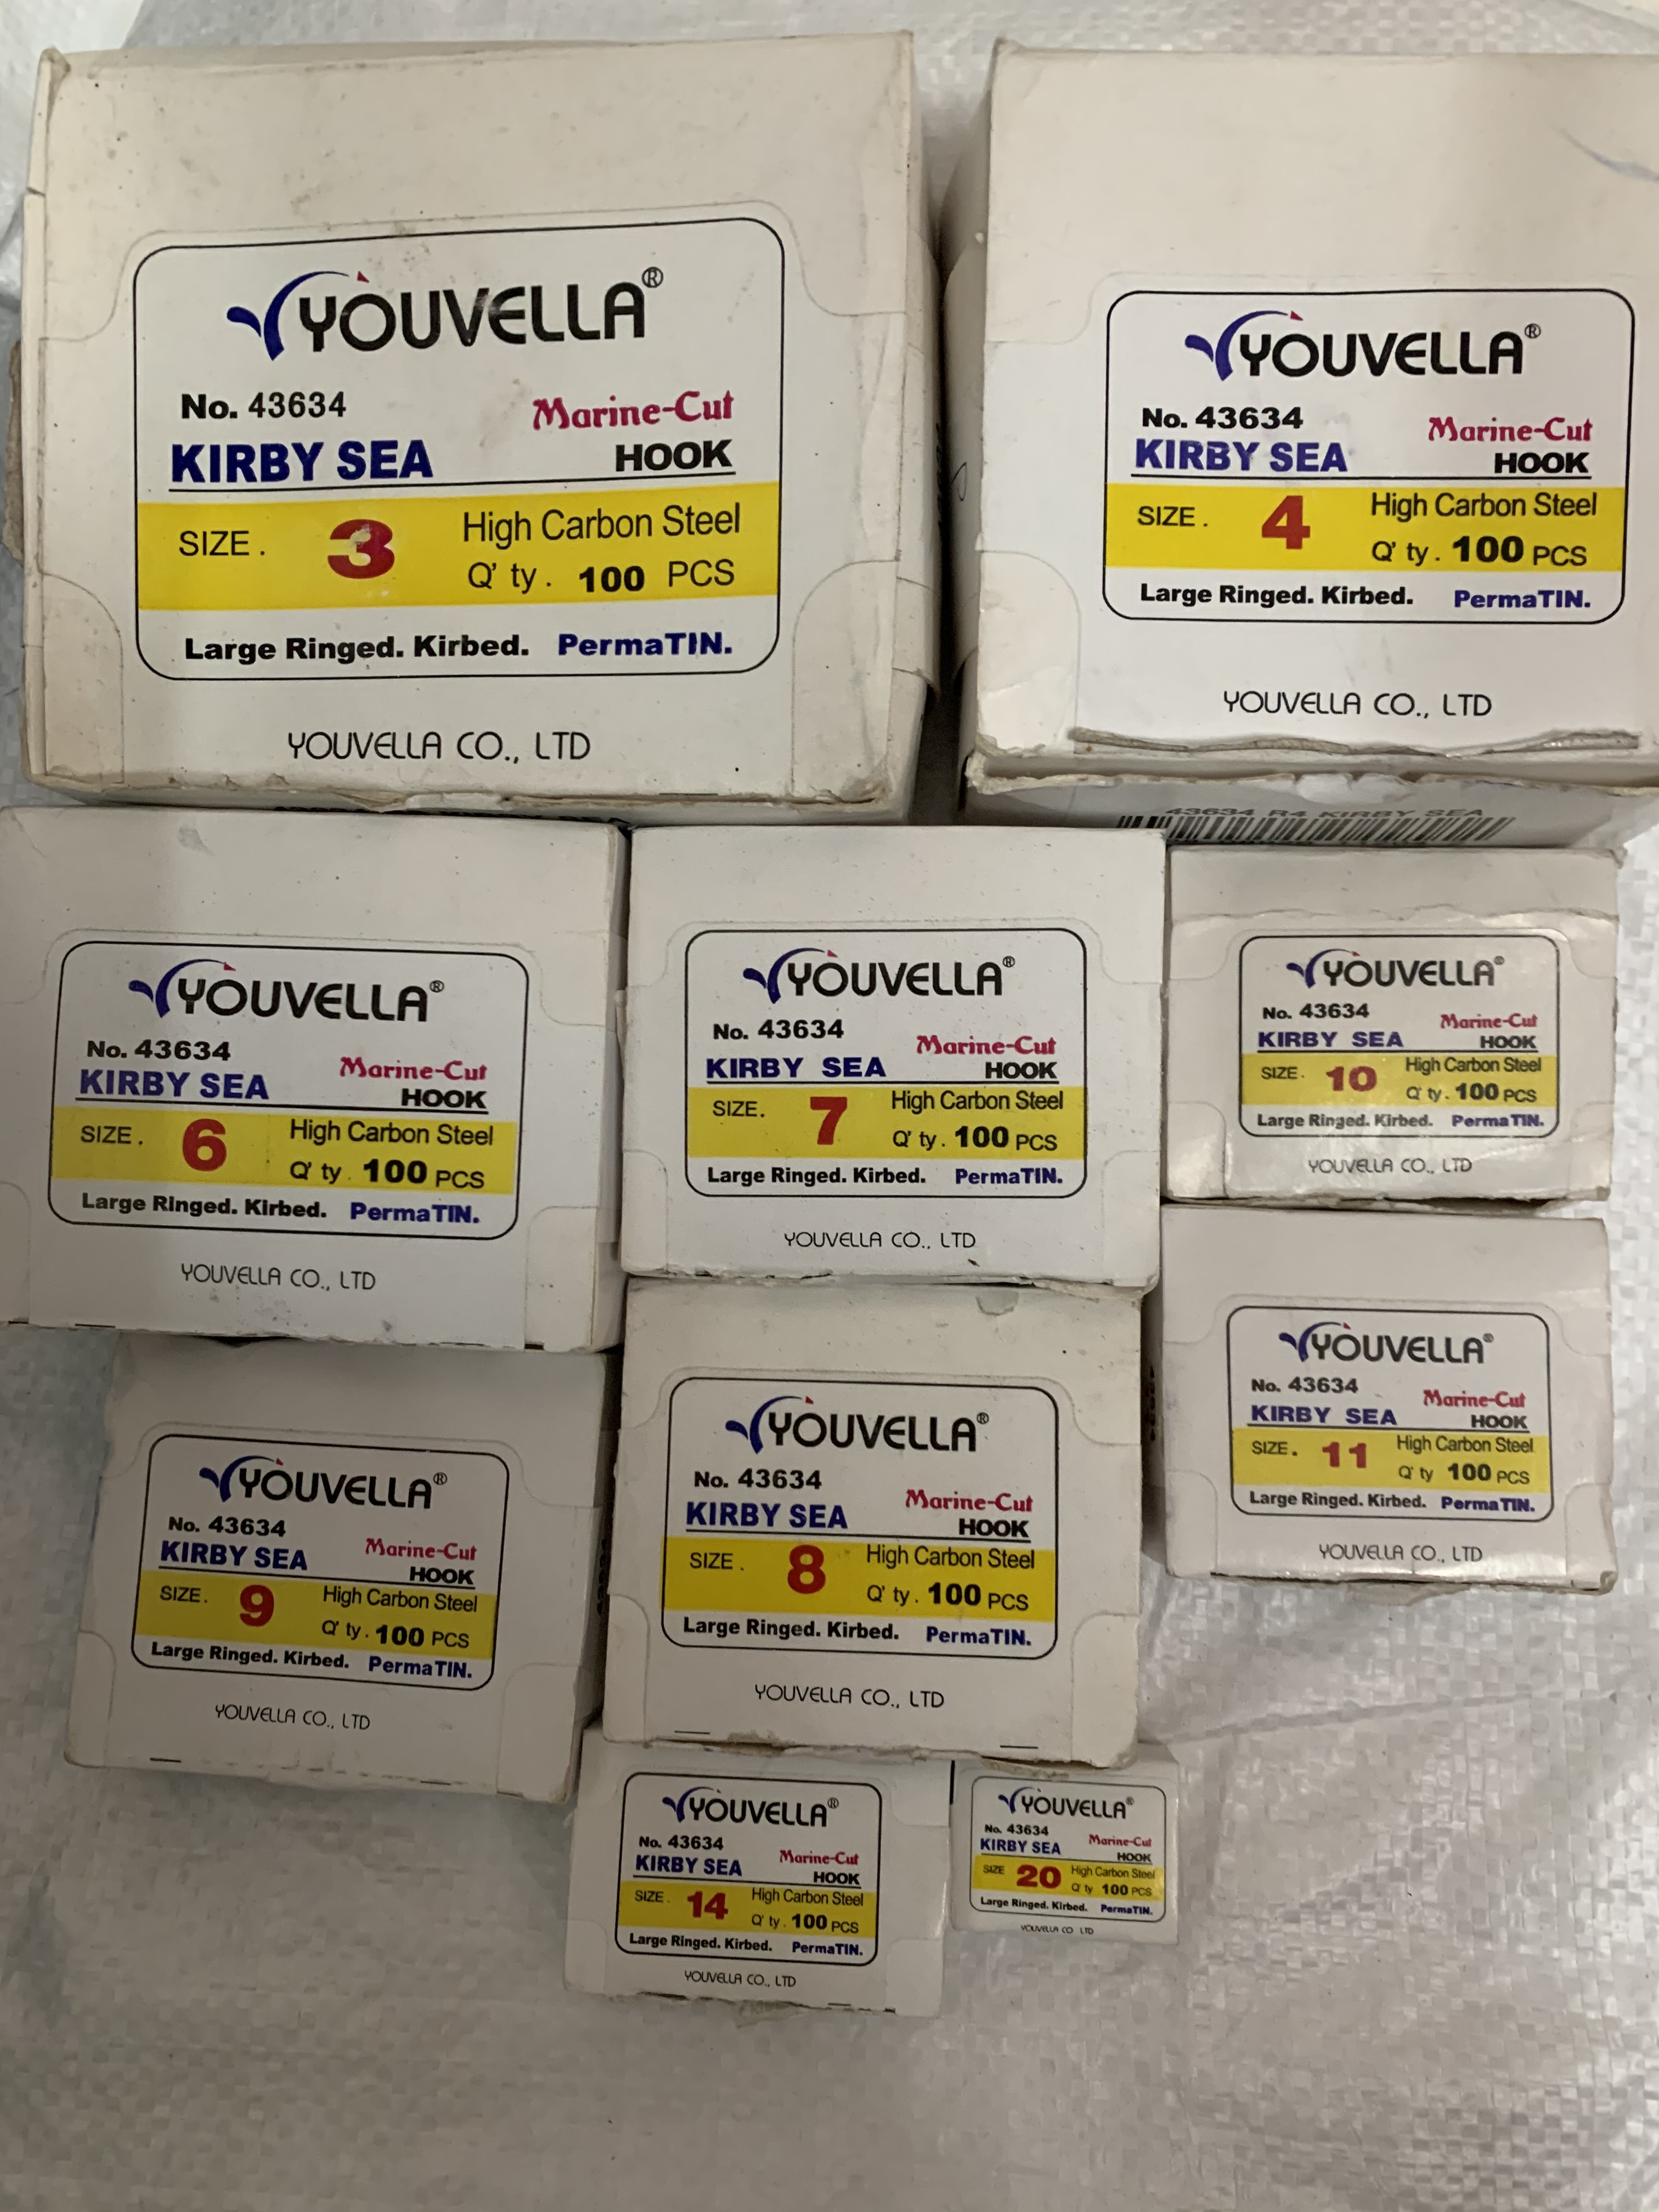 YOUVELLA®
No. 43634
Marine-Cut
KIRBY SEA HOOK
SIZE. 3 High Carbon Steel
Q' ty. 100 PCS
Large Ringed. Kirbed. PermaTIN.
YOUVELLA CO., LTD
YOUVELLA®
No. 43634
Marine-Cut
KIRBY SEA HOOK
SIZE. 4 High Carbon Steel
Q' ty. 100 PCS
Large Ringed. Kirbed. PermaTIN.
YOUVELLA CO., LTD
43634 R4 KIRBY SEA
YOUVELLA®
No. 43634
Marine-Cut
KIRBY SEA HOOK
SIZE. 6 High Carbon Steel
Q' ty. 100 PCS
Large Ringed. Kirbed. PermaTIN.
YOUVELLA CO., LTD
YOUVELLA®
No. 43634
Marine-Cut
KIRBY SEA HOOK
SIZE. 7 High Carbon Steel
Q' ty. 100 PCS
Large Ringed. Kirbed. PermaTIN.
YOUVELLA CO., LTD
YOUVELLA®
No. 43634
Marine-Cut
KIRBY SEA HOOK
SIZE. 10 High Carbon Steel
Q' ty. 100 PCS
Large Ringed. Kirbed. PermaTIN.
YOUVELLA CO., LTD
YOUVELLA®
No. 43634
Marine-Cut
KIRBY SEA HOOK
SIZE. 11 High Carbon Steel
Q' ty 100 PCS
Large Ringed. Kirbed. PermaTIN.
YOUVELLA CO., LTD
YOUVELLA®
No. 43634
Marine-Cut
KIRBY SEA HOOK
SIZE. 9 High Carbon Steel
Q' ty. 100 PCS
Large Ringed. Kirbed. PermaTIN.
YOUVELLA CO., LTD
YOUVELLA®
No. 43634
Marine-Cut
KIRBY SEA HOOK
SIZE. 8 High Carbon Steel
Q' ty. 100 PCS
Large Ringed. Kirbed. PermaTIN.
YOUVELLA CO., LTD
YOUVELLA®
No. 43634
Marine-Cut
KIRBY SEA HOOK
SIZE. 14 High Carbon Steel
Q' ty. 100 PCS
Large Ringed. Kirbed. PermaTIN.
YOUVELLA CO., LTD
YOUVELLA®
No. 43634
Marine-Cut
KIRBY SEA HOOK
SIZE 20 High Carbon Steel
Q' ty 100 PCS
Large Ringed. Kirbed. PermaTIN.
YOUVELLA CO LTD